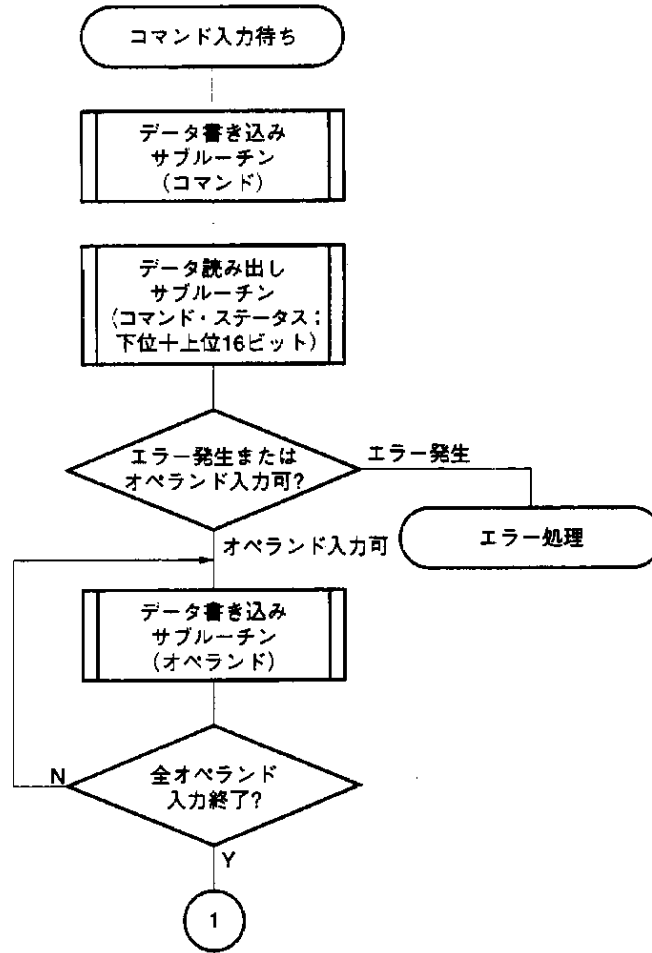 コマンド入力待ち
データ書き込み
サブルーチン
(コマンド)
データ読み出し
サブルーチン
(コマンド・ステータス;
下位十上位16ビット)
エラー発生または
オペランド入力可?
エラー発生
エラー処理
オペランド入力可
データ書き込み
サブルーチン
(オペランド)
N
全オペランド
入力終了?
Y
1